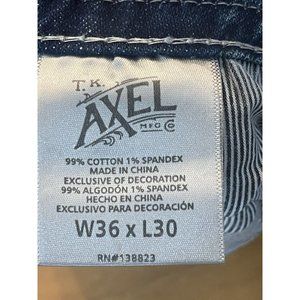 T.K.
AXEL
MFG Co
99% COTTON 1% SPANDEX
MADE IN CHINA
EXCLUSIVE OF DECORATION
99% ALGODÓN 1% SPANDEX
HECHO EN CHINA
EXCLUSIVO PARA DECORACIÓN
W36 x L30
RN#138823